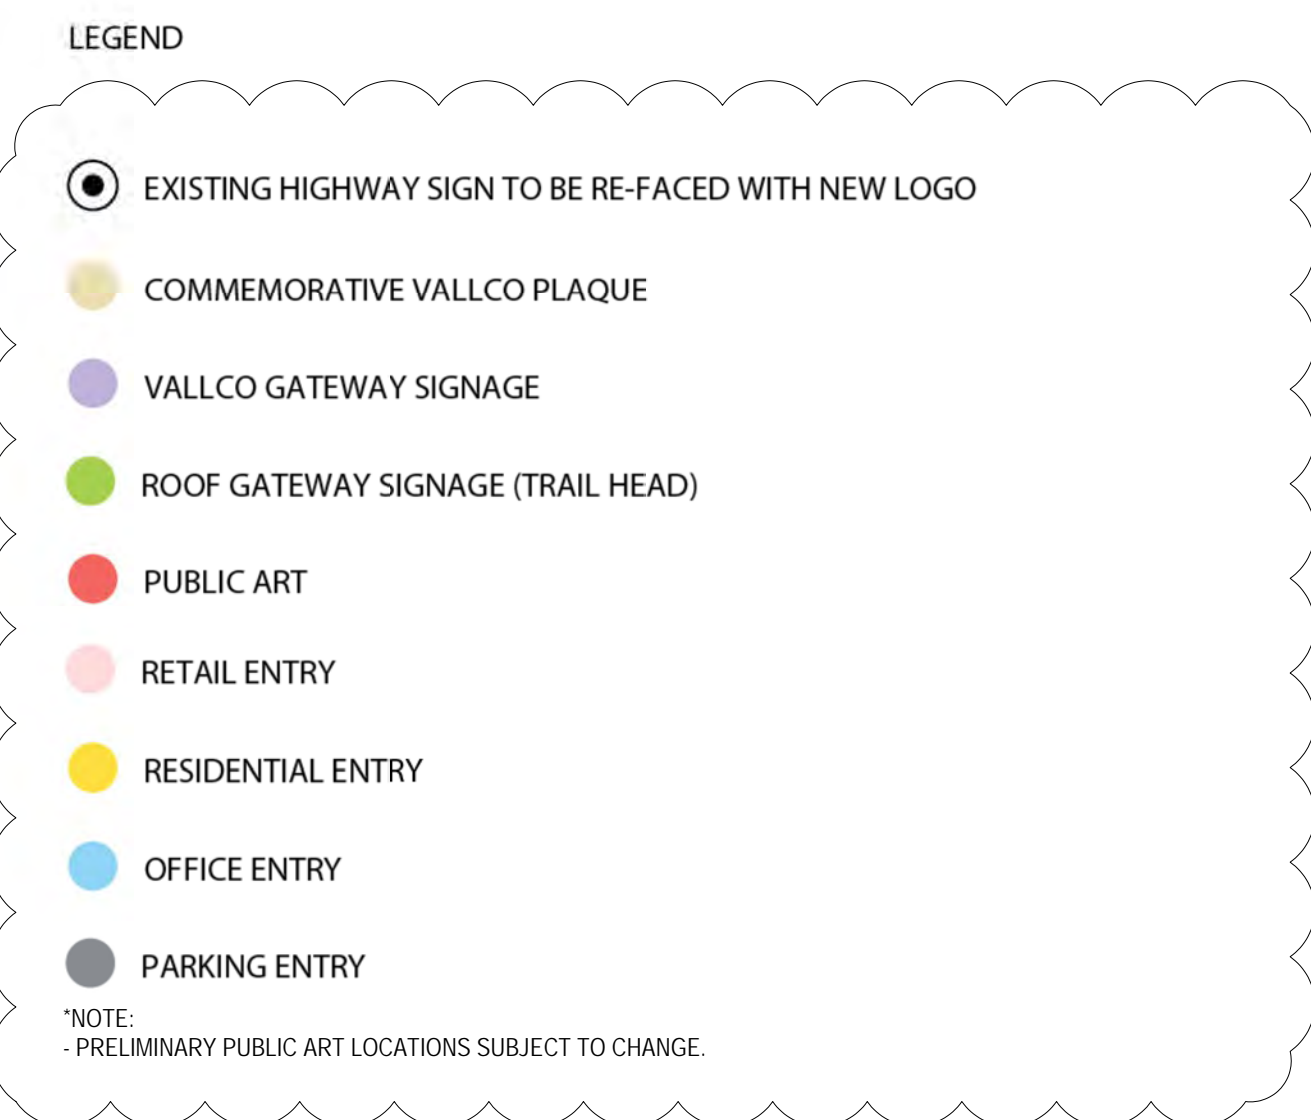 LEGEND
EXISTING HIGHWAY SIGN TO BE RE-FACED WITH NEW LOGO
COMMEMORATIVE VALLCO PLAQUE
VALLCO GATEWAY SIGNAGE
ROOF GATEWAY SIGNAGE (TRAIL HEAD)
PUBLIC ART
RETAIL ENTRY
RESIDENTIAL ENTRY
OFFICE ENTRY
PARKING ENTRY
*NOTE:
- PRELIMINARY PUBLIC ART LOCATIONS SUBJECT TO CHANGE.